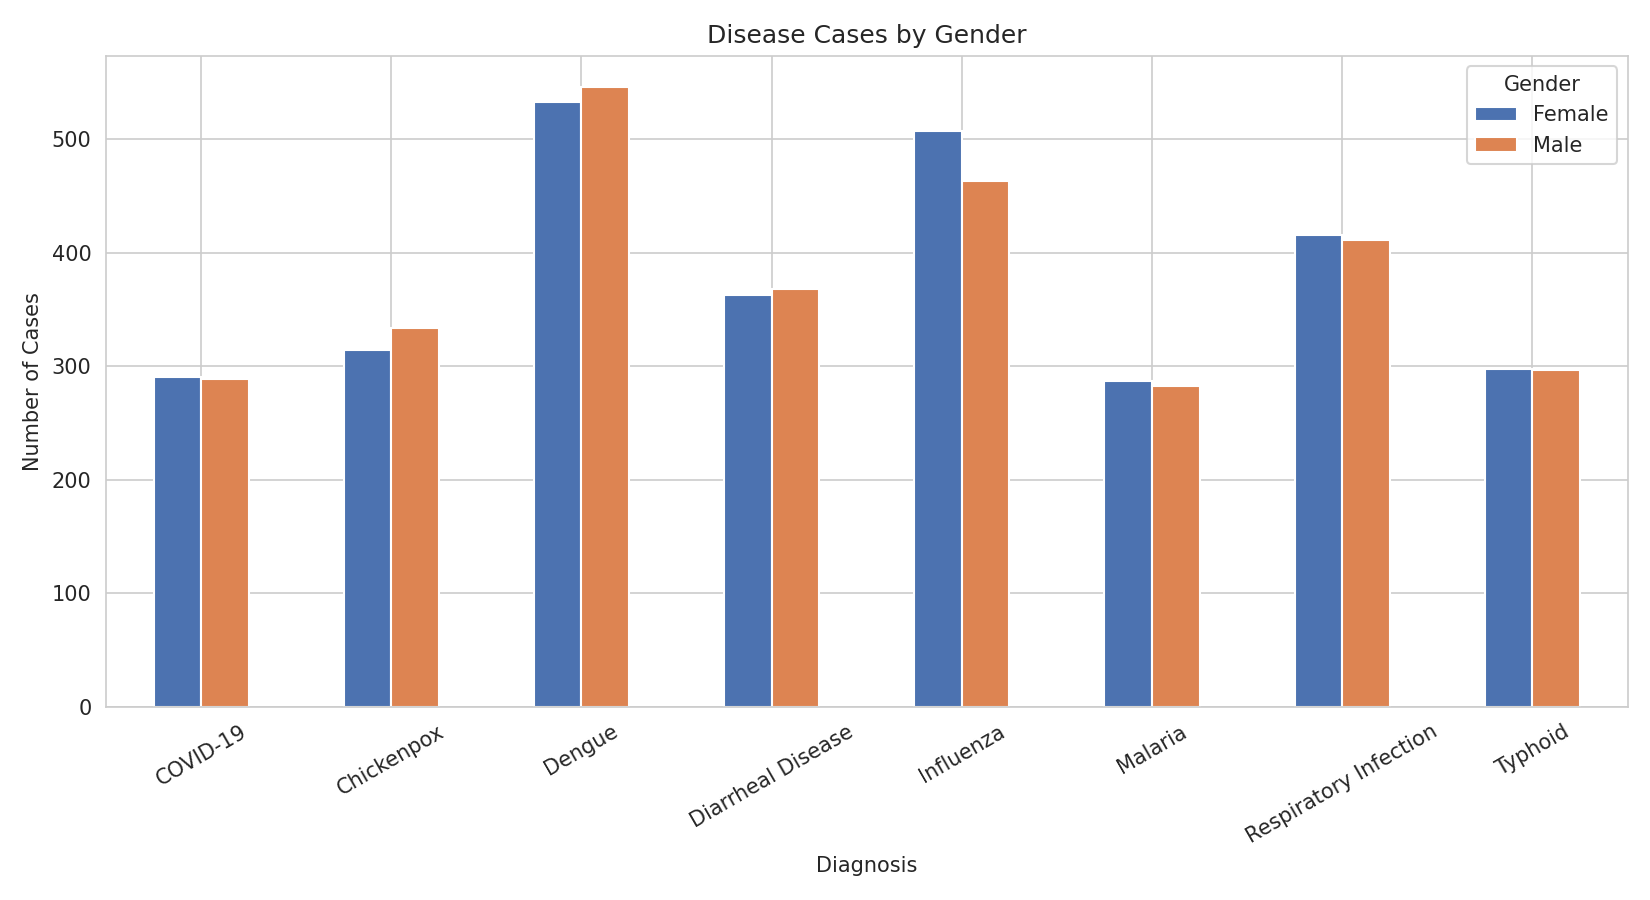 Disease Cases by Gender
Gender
Female
Male
Number of Cases
500
400
300
200
100
0
COVID-19
Chickenpox
Dengue
Diarrheal Disease
Influenza
Malaria
Respiratory Infection
Typhoid
Diagnosis